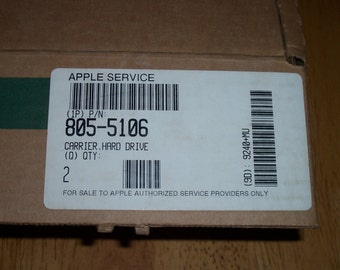 APPLE SERVICE
(1P) P/N:
805-5106
CARRIER.HARD DRIVE
(Q) QTY:
2
FOR SALE TO APPLE AUTHORIZED SERVICE PROVIDERS ONLY
(9D): 9240+MU